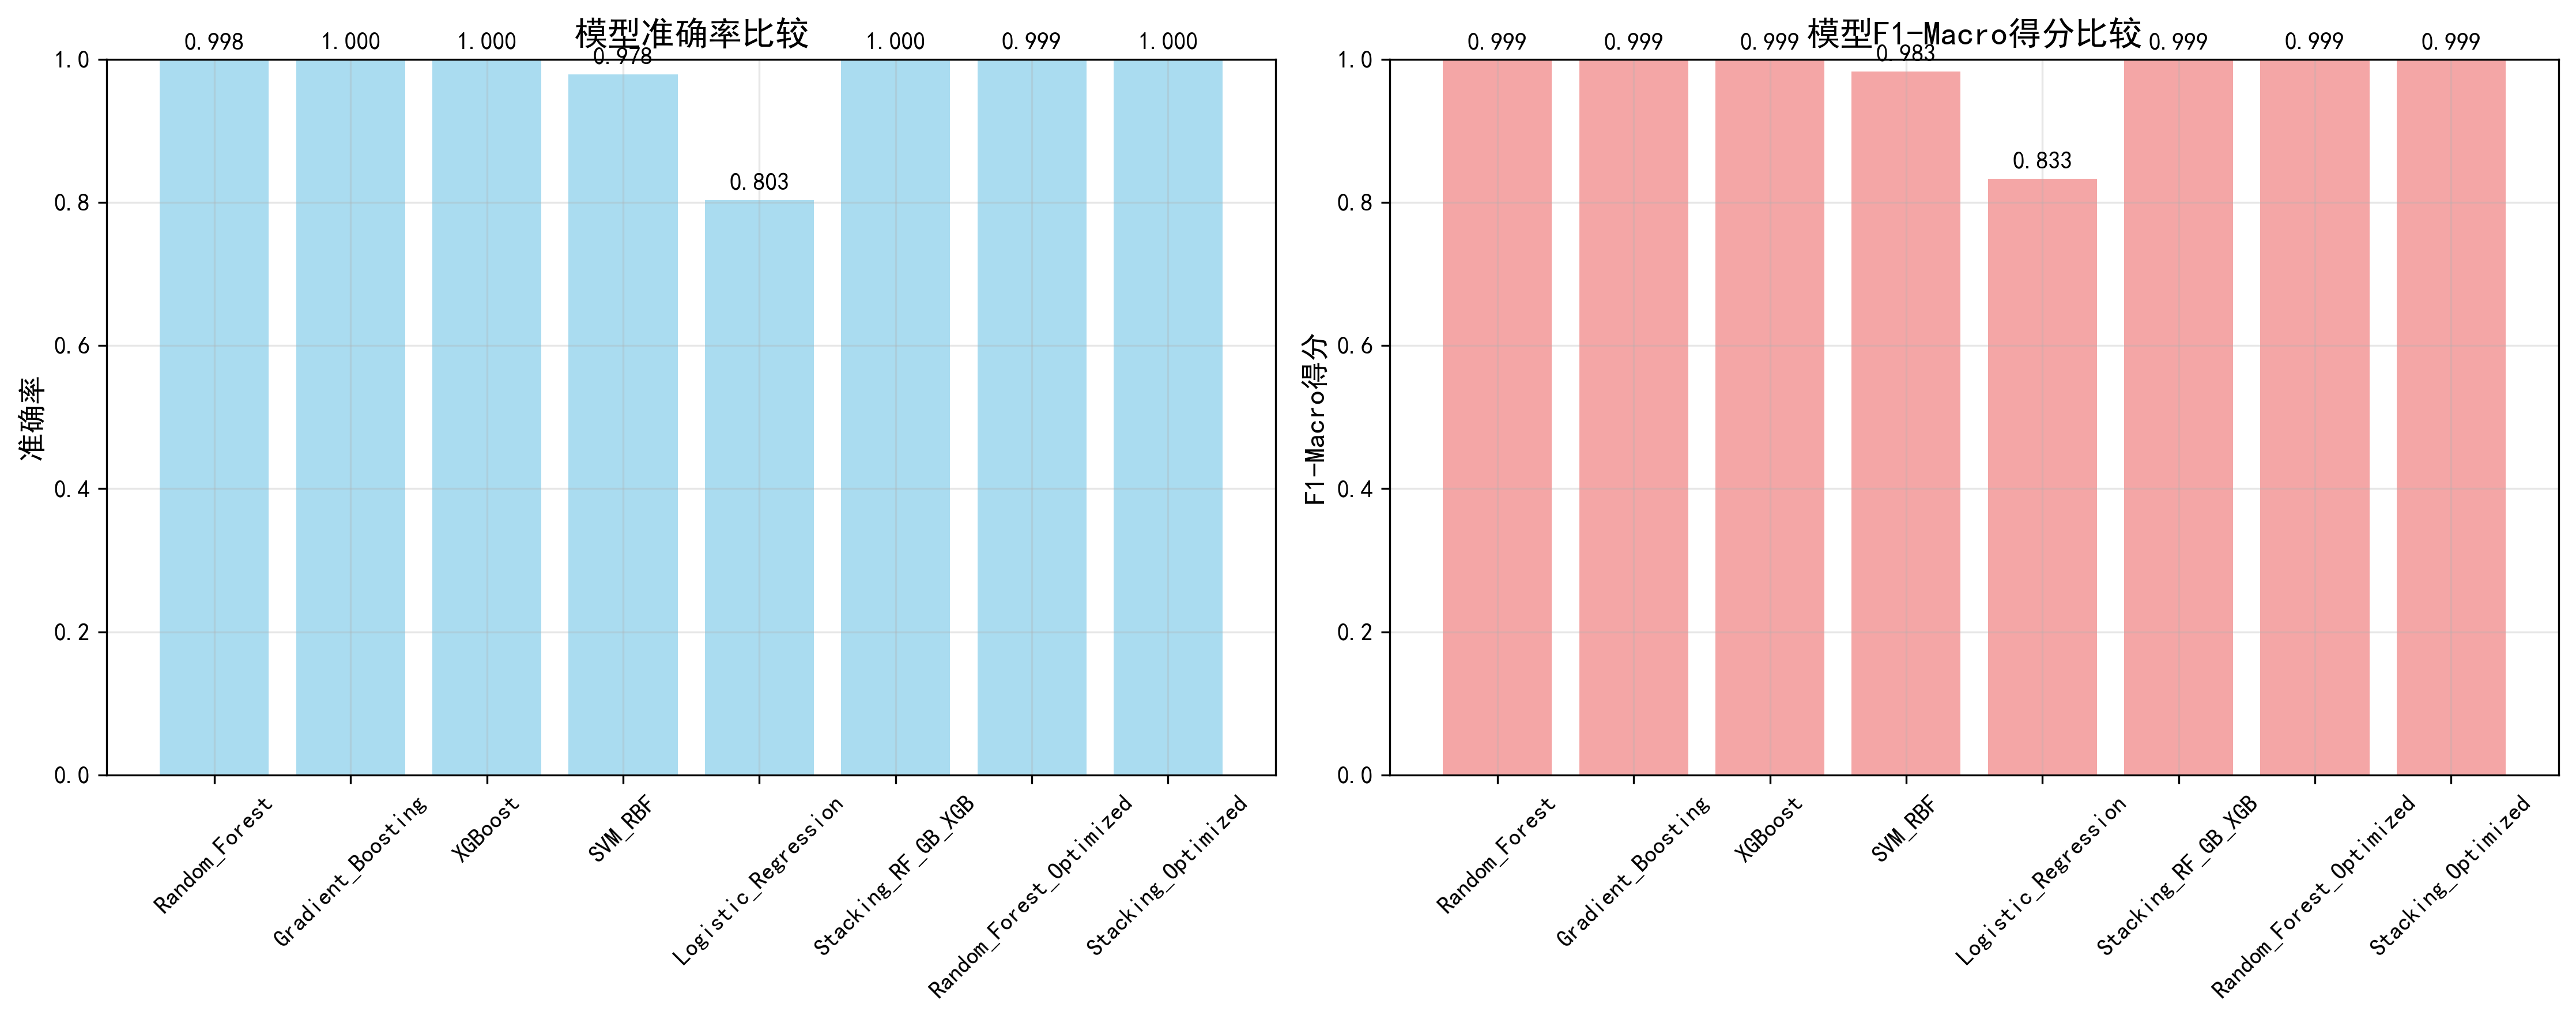 模型准确率比较
0.998
1.000
1.000
0.978
0.803
1.000
0.999
1.000
准确率
1.0
0.8
0.6
0.4
0.2
0.0
Random_Forest
Gradient_Boosting
XGBoost
SVM_RBF
Logistic_Regression
Stacking_RF_GB_XGB
Random_Forest_Optimized
Stacking_Optimized
模型F1-Macro得分比较
0.999
0.999
0.999
0.983
0.833
0.999
0.999
0.999
F1-Macro得分
1.0
0.8
0.6
0.4
0.2
0.0
Random_Forest
Gradient_Boosting
XGBoost
SVM_RBF
Logistic_Regression
Stacking_RF_GB_XGB
Random_Forest_Optimized
Stacking_Optimized